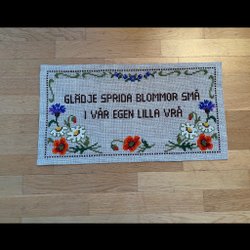 GLÄDJE SPRIDA BLOMMOR SMÅ
I VÅR EGEN LILLA VRÅ